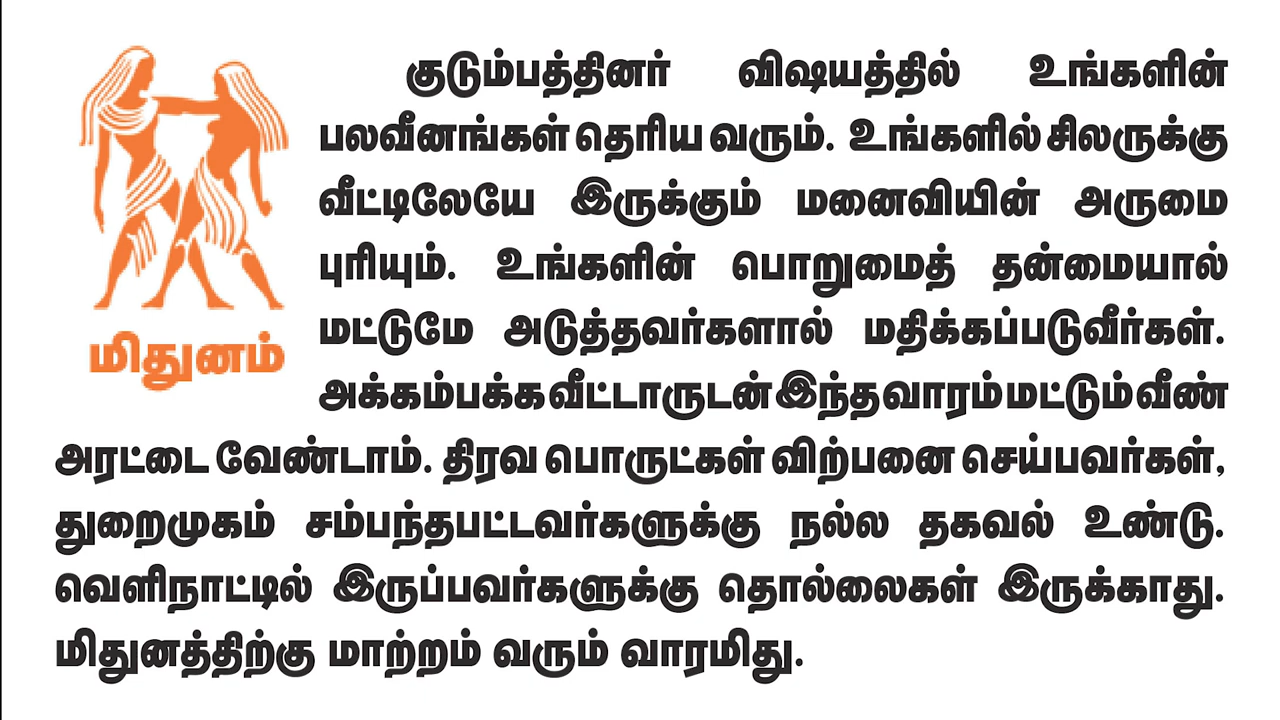 குடும்பத்தினர் விஷயத்தில் உங்களின்
பலவீனங்கள் தெரிய வரும். உங்களில் சிலருக்கு
வீட்டிலேயே இருக்கும் மனைவியின் அருமை
புரியும். உங்களின் பொறுமைத் தன்மையால்
மட்டுமே அடுத்தவர்களால் மதிக்கப்படுவீர்கள்.
மிதுனம்
அக்கம்பக்க வீட்டாருடன் இந்த வாரம் மட்டும் வீண்
அரட்டை வேண்டாம். திரவ பொருட்கள் விற்பனை செய்பவர்கள்,
துறைமுகம் சம்பந்தபட்டவர்களுக்கு நல்ல தகவல் உண்டு.
வெளிநாட்டில் இருப்பவர்களுக்கு தொல்லைகள் இருக்காது.
மிதுனத்திற்கு மாற்றம் வரும் வாரமிது.